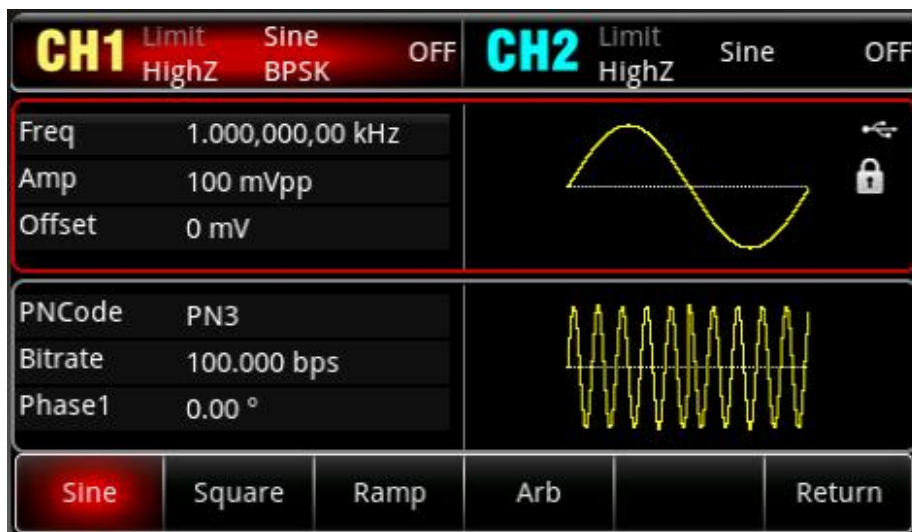 CH1 Limit Sine OFF CH2 Limit Sine OFF
HighZ BPSK HighZ
Freq 1.000,000,00 kHz
Amp 100 mVpp
Offset 0 mV
PNCode PN3
Bitrate 100.000 bps
Phase1 0.00 °
Sine Square Ramp Arb Return